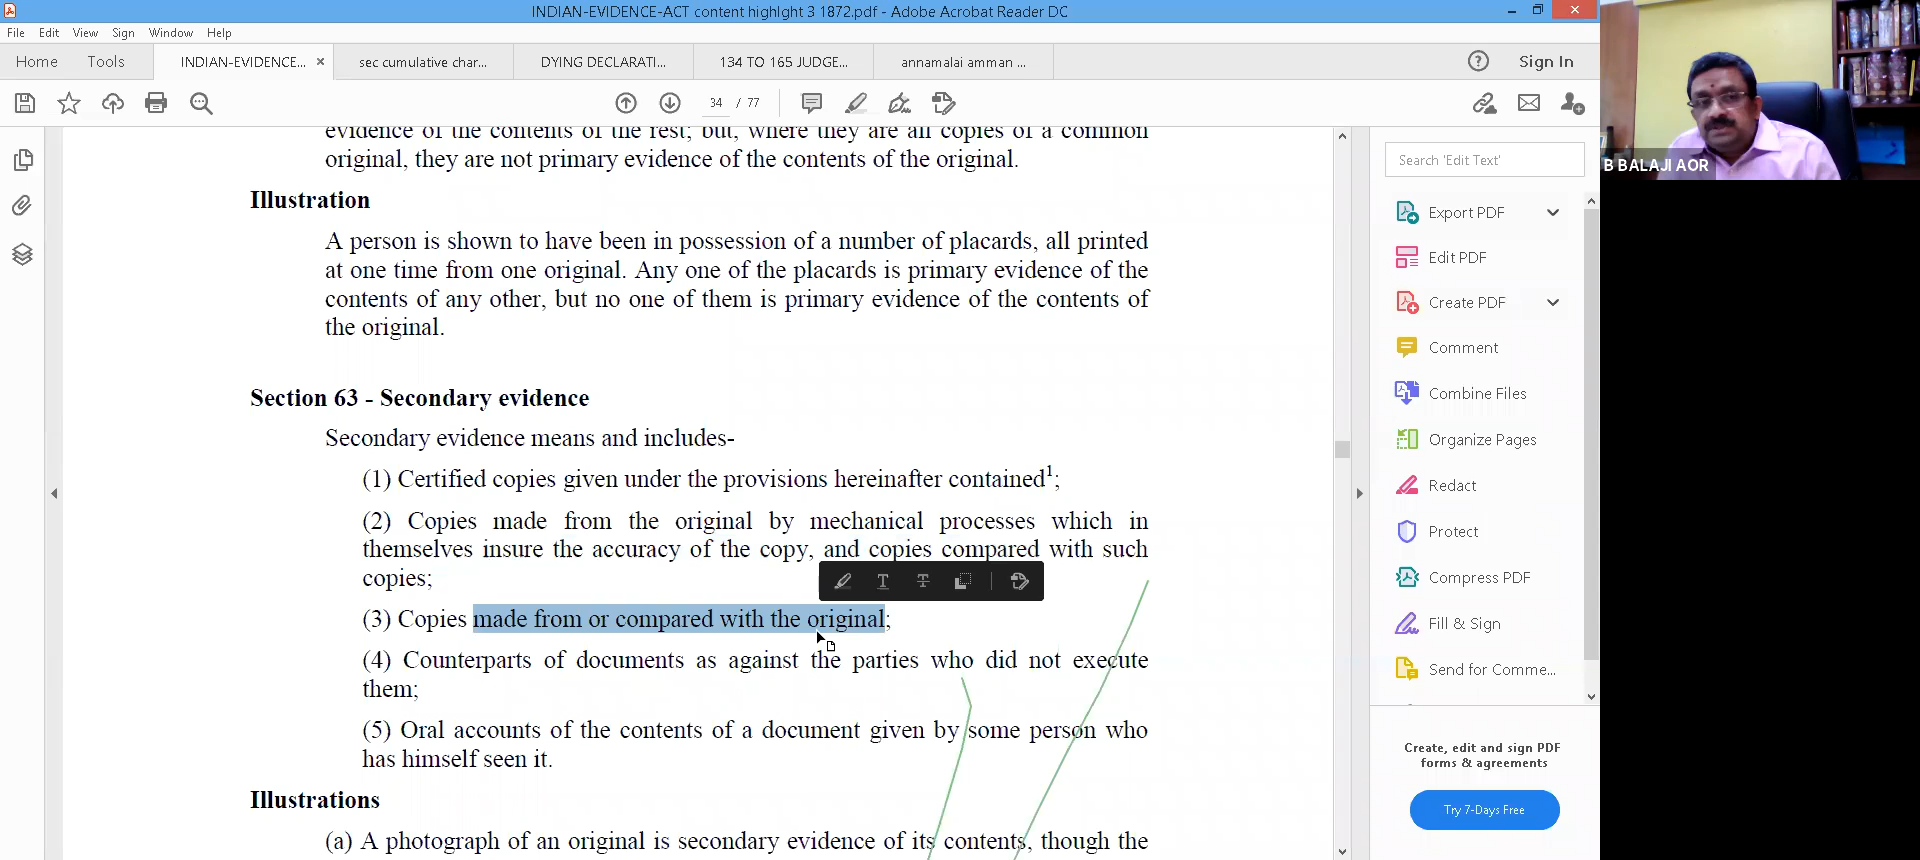 INDIAN-EVIDENCE-ACT content highlght 3 1872.pdf - Adobe Acrobat Reader DC
File Edit View Sign Window Help
Home Tools INDIAN-EVIDENCE... × sec cumulative char... DYING DECLARATI... 134 TO 165 JUDGE... annamalai amman ... Sign In
34 / 77
evidence of the contents of the rest; but, where they are all copies of a common
original, they are not primary evidence of the contents of the original.
Illustration
A person is shown to have been in possession of a number of placards, all printed
at one time from one original. Any one of the placards is primary evidence of the
contents of any other, but no one of them is primary evidence of the contents of
the original.
Section 63 - Secondary evidence
Secondary evidence means and includes-
(1) Certified copies given under the provisions hereinafter contained1;
(2) Copies made from the original by mechanical processes which in
themselves insure the accuracy of the copy, and copies compared with such
copies;
(3) Copies made from or compared with the original;
(4) Counterparts of documents as against the parties who did not execute
them;
(5) Oral accounts of the contents of a document given by some person who
has himself seen it.
Illustrations
(a) A photograph of an original is secondary evidence of its contents, though the
Search 'Edit Text'
Export PDF
Edit PDF
Create PDF
Comment
Combine Files
Organize Pages
Redact
Protect
Compress PDF
Fill & Sign
Send for Comme...
Create, edit and sign PDF
forms & agreements
Try 7-Days Free
B BALAJI AOR